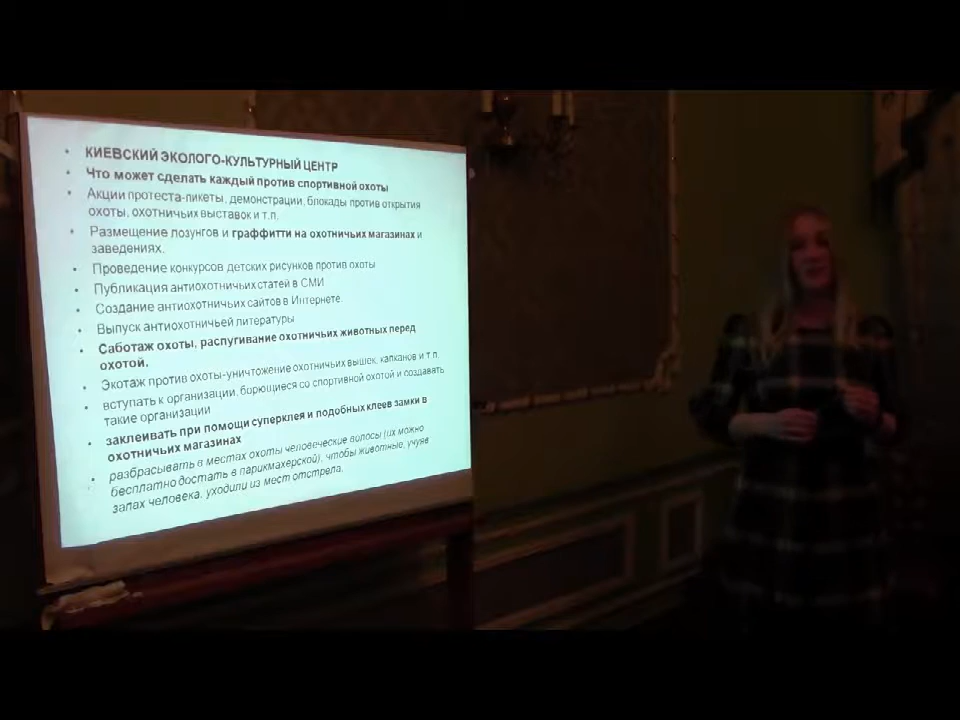 КИЕВСКИЙ ЭКОЛОГО-КУЛЬТУРНЫЙ ЦЕНТР
Что может сделать каждый против спортивной охоты
Акции протеста-пикеты, демонстрации, блокады против открытия
охоты, охотничьих выставок и т.п.
Размещение лозунгов и граффитти на охотничьих магазинах и
заведениях.
Проведение конкурсов детских рисунков против охоты
Публикация антиохотничьих статей в СМИ
Создание антиохотничьих сайтов в Интернете.
Выпуск антиохотничьей литературы
Саботаж охоты, распугивание охотничьих животных перед
охотой.
Экотаж против охоты-уничтожение охотничьих вышек, капканов и т.п.
вступать к организации, борющиеся со спортивной охотой и создавать
такие организации
заклеивать при помощи суперклея и подобных клеев замки в
охотничьих магазинах
разбрасывать в местах охоты человеческие волосы (их можно
бесплатно достать в парикмахерской), чтобы животные, учуяв
запах человека, уходили из мест отстрела.